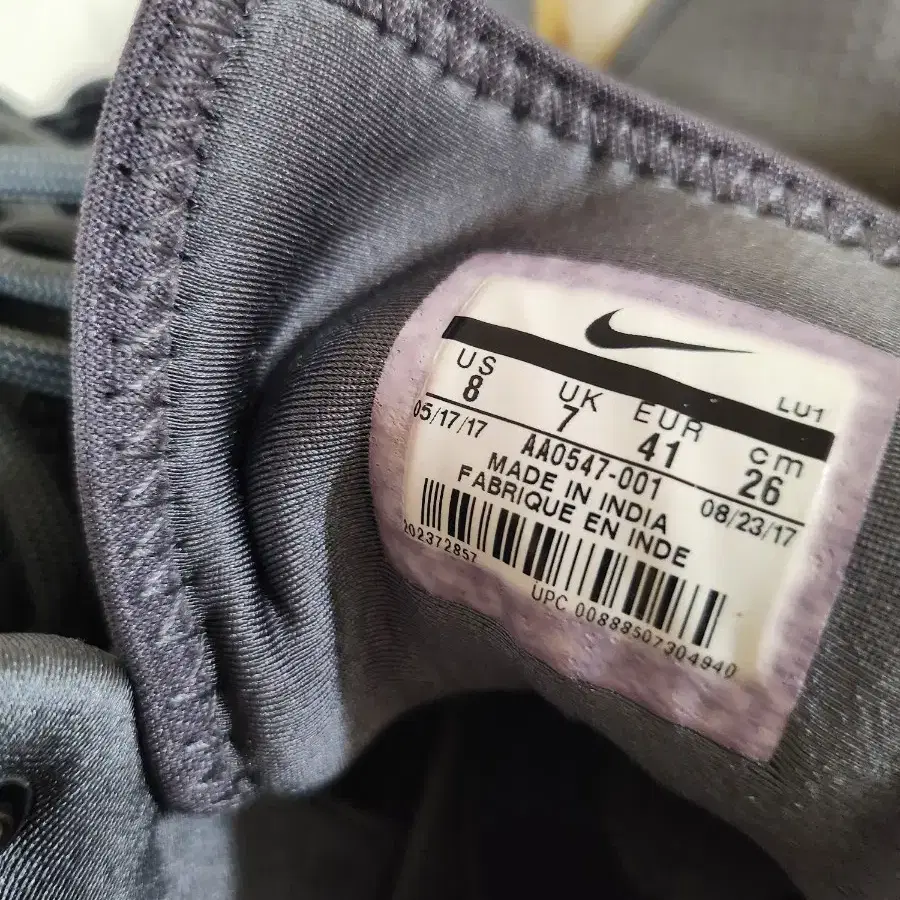 LU1
US UK EUR cm
8 7 41 26
05/17/17 AA0547-001 08/23/17
MADE IN INDIA
FABRIQUE EN INDE
202372857
UPC 00888507304940